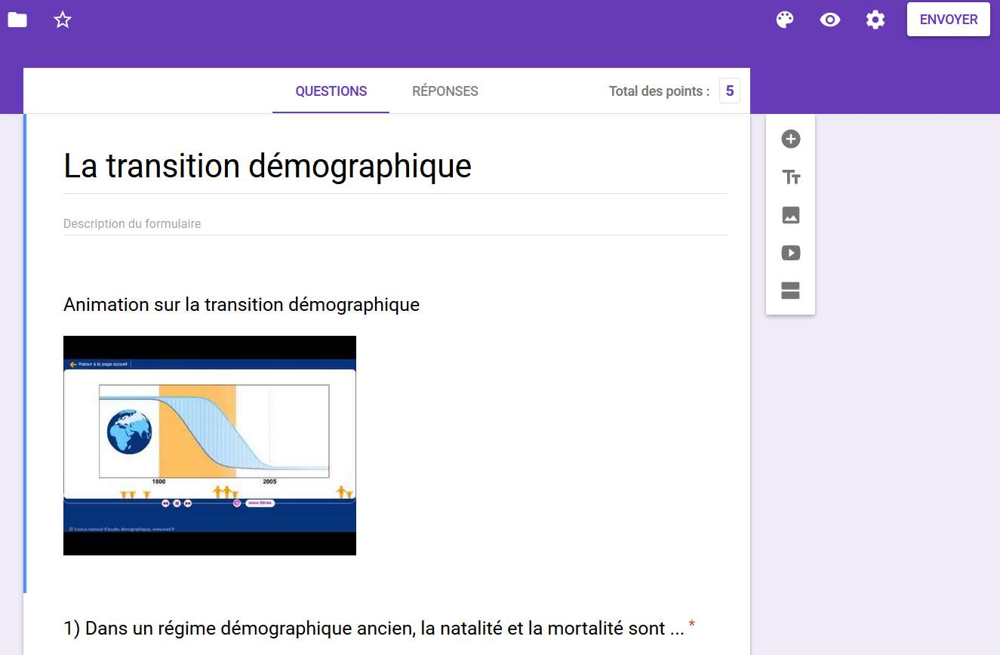 ENVOYER
QUESTIONS
RÉPONSES
Total des points : 5
La transition démographique
Description du formulaire
Animation sur la transition démographique
Retour à la page accueil
1800
2005
sous-titres
© Institut national d'études démographiques, www.ined.fr
1) Dans un régime démographique ancien, la natalité et la mortalité sont ... *